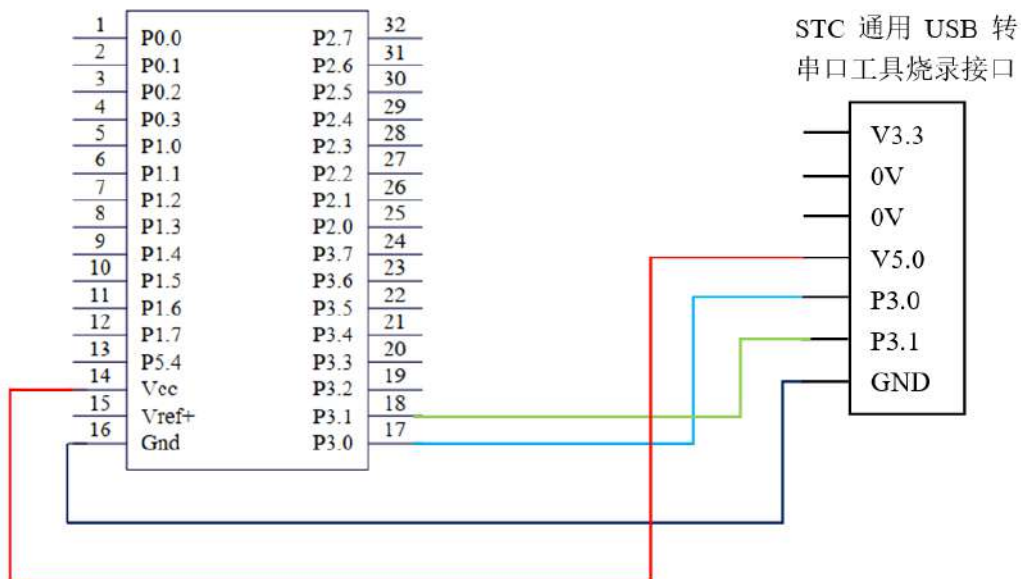 STC 通用 USB 转
串口工具烧录接口
1 P0.0 P2.7 32
2 P0.1 P2.6 31
3 P0.2 P2.5 30
4 P0.3 P2.4 29
5 P1.0 P2.3 28
6 P1.1 P2.2 27
7 P1.2 P2.1 26
8 P1.3 P2.0 25
9 P1.4 P3.7 24
10 P1.5 P3.6 23
11 P1.6 P3.5 22
12 P1.7 P3.4 21
13 P5.4 P3.3 20
14 Vcc P3.2 19
15 Vref+ P3.1 18
16 Gnd P3.0 17
V3.3
0V
0V
V5.0
P3.0
P3.1
GND